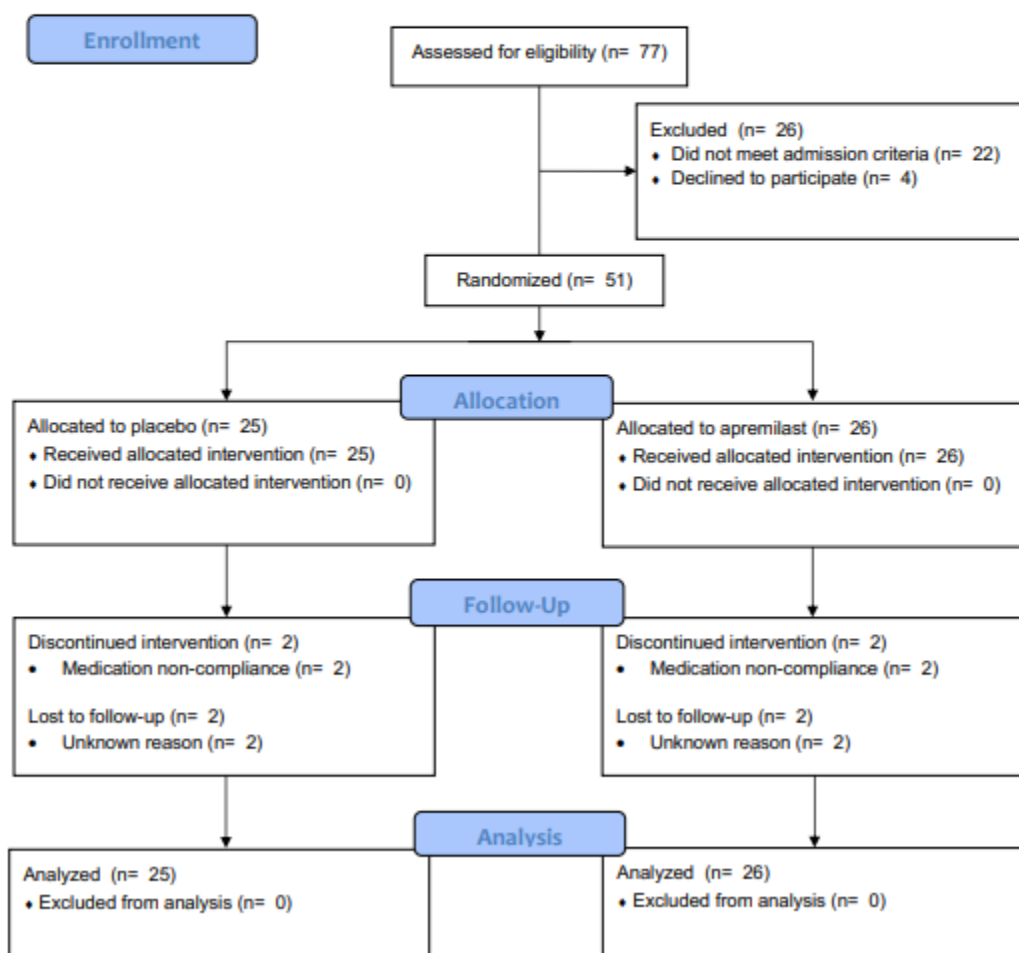 Enrollment
Assessed for eligibility (n= 77)
Excluded (n= 26)
♦ Did not meet admission criteria (n= 22)
♦ Declined to participate (n= 4)
Randomized (n= 51)
Allocation
Allocated to placebo (n= 25)
♦ Received allocated intervention (n= 25)
♦ Did not receive allocated intervention (n= 0)
Allocated to apremilast (n= 26)
♦ Received allocated intervention (n= 26)
♦ Did not receive allocated intervention (n= 0)
Follow-Up
Discontinued intervention (n= 2)
• Medication non-compliance (n= 2)
Lost to follow-up (n= 2)
• Unknown reason (n= 2)
Discontinued intervention (n= 2)
• Medication non-compliance (n= 2)
Lost to follow-up (n= 2)
• Unknown reason (n= 2)
Analysis
Analyzed (n= 25)
♦ Excluded from analysis (n= 0)
Analyzed (n= 26)
♦ Excluded from analysis (n= 0)